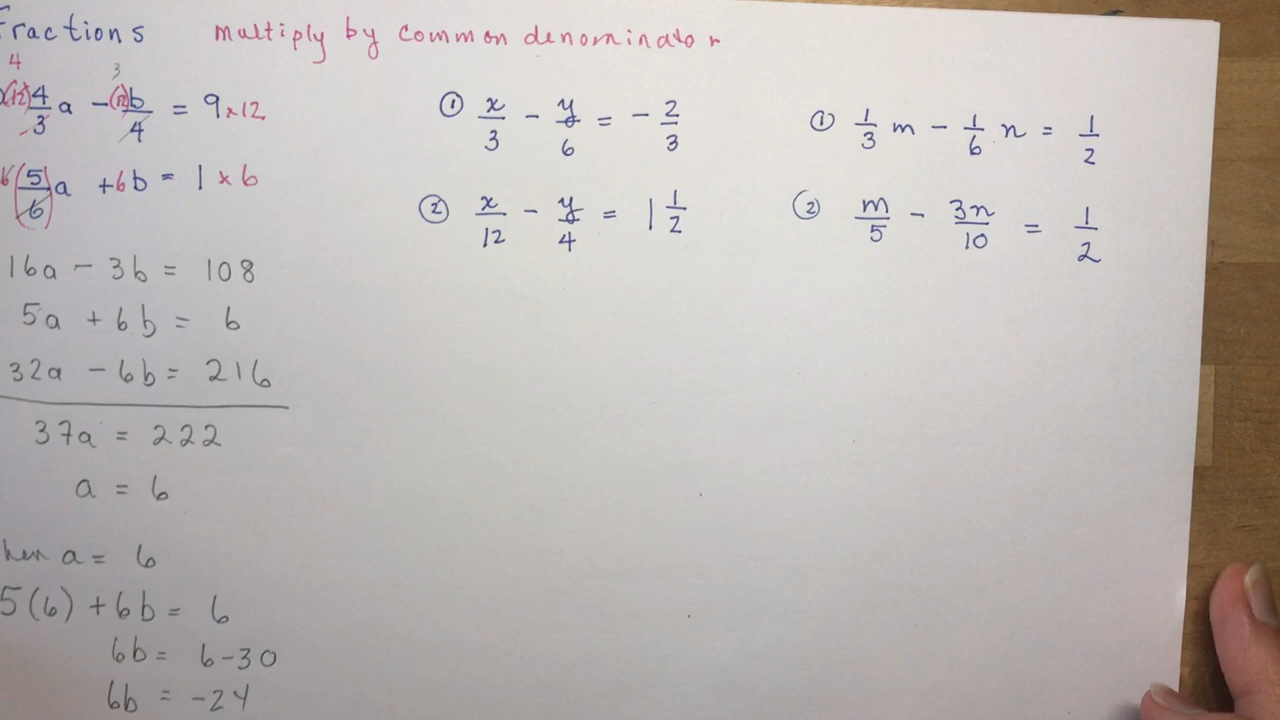 Fractions multiply by common denominator
4 3
(12)4/3 a - (12)b/4 = 9 x 12
6(5/6)a + 6b = 1 x 6
16a - 3b = 108
5a + 6b = 6
32a - 6b = 216
37a = 222
a = 6
hen a = 6
5(6) + 6b = 6
6b = 6-30
6b = -24
① x/3 - y/6 = - 2/3
② x/12 - y/4 = 1 1/2
① 1/3 m - 1/6 n = 1/2
② m/5 - 3n/10 = 1/2